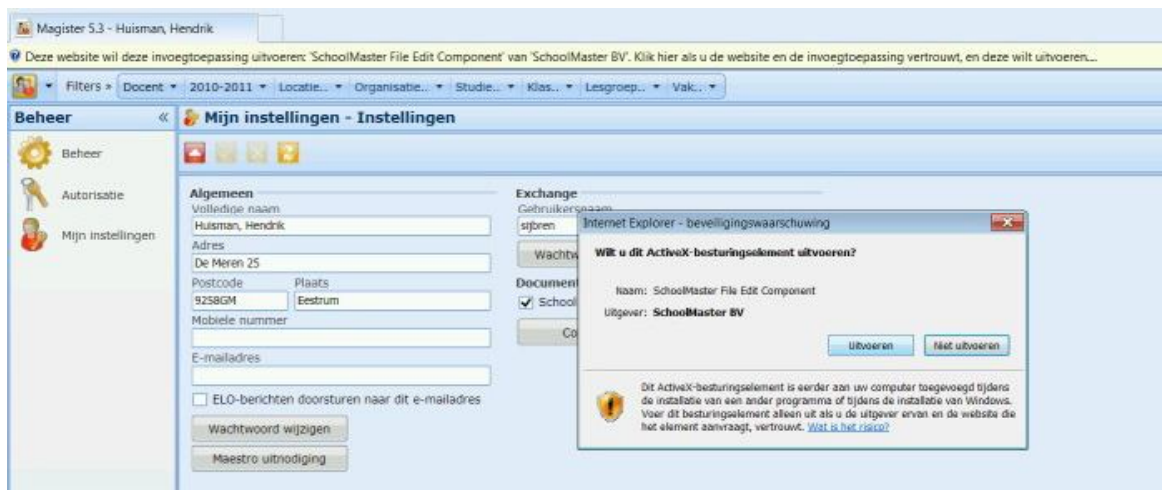 Magister 5.3 - Huisman, Hendrik
Deze website wil deze invoegtoepassing uitvoeren: 'SchoolMaster File Edit Component' van 'SchoolMaster BV'. Klik hier als u de website en de invoegtoepassing vertrouwt, en deze wilt uitvoeren....
Filters » Docent 2010-2011 Locatie... Organisatie... Studie... Klas... Lesgroep... Vak...
Beheer «
Beheer
Autorisatie
Mijn instellingen
Mijn instellingen - Instellingen
Algemeen
Volledige naam
Huisman, Hendrik
Adres
De Meren 25
Postcode Plaats
9258GM Eestrum
Mobiele nummer
E-mailadres
ELO-berichten doorsturen naar dit e-mailadres
Wachtwoord wijzigen
Maestro uitnodiging
Exchange
Gebruikersnaam
sijbren
Wachtw
Document
School
Co
Internet Explorer - beveiligingswaarschuwing
Wilt u dit ActiveX-besturingselement uitvoeren?
Naam: SchoolMaster File Edit Component
Uitgever: SchoolMaster BV
Uitvoeren Niet uitvoeren
Dit ActiveX-besturingselement is eerder aan uw computer toegevoegd tijdens
de installatie van een ander programma of tijdens de installatie van Windows.
Voer dit besturingselement alleen uit als u de uitgever ervan en de website die
het element aanvraagt, vertrouwt. Wat is het risico?